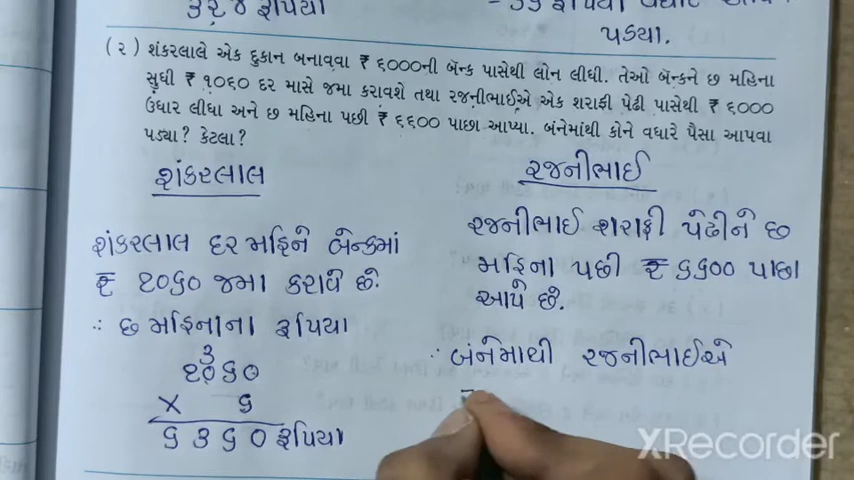 ૩૨૪ રૂપિયા
પડ્યા.
(૨) શંકરલાલે એક દુકાન બનાવવા ₹ ૬૦૦૦ની બૅન્ક પાસેથી લોન લીધી. તેઓ બૅન્કને છ મહિના
સુધી ₹ ૧૦૬૦ દર માસે જમા કરાવશે તથા રજનીભાઈએ એક શરાફી પેઢી પાસેથી ₹ ૬૦૦૦
ઉધાર લીધા અને છ મહિના પછી ₹ ૬૬૦૦ પાછા આપ્યા. બંનેમાંથી કોને વધારે પૈસા આપવા
પડ્યા? કેટલા?
શંકરલાલ
શંકરલાલ દર મહિને બેન્કમાં
₹ ૧૦૬૦ જમા કરાવે છે.
∴ છ મહિનાના રૂપિયા
૩
૧૦૬૦
X ૬
૬૩૬૦ રૂપિયા
રજનીભાઈ
રજનીભાઈ શરાફી પેઢીને છ
મહિના પછી ₹ ૬૬૦૦ પાછા
આપે છે.
∴ બંનેમાથી રજનીભાઈએ
XRecorder